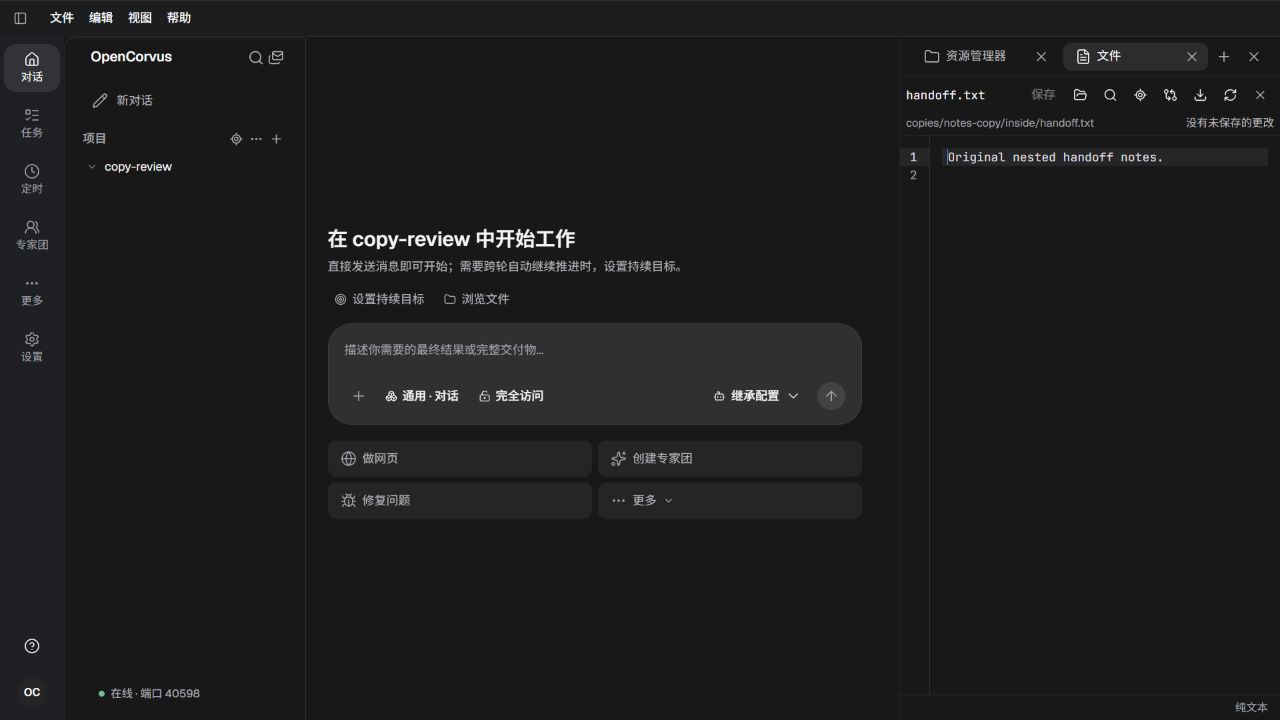 文件 编辑 视图 帮助
对话
任务
定时
专家团
更多
设置
OC
OpenCorvus
新对话
项目
copy-review
在线 · 端口 40598
在 copy-review 中开始工作
直接发送消息即可开始；需要跨轮自动继续推进时，设置持续目标。
设置持续目标 浏览文件
描述你需要的最终结果或完整交付物...
通用 · 对话 完全访问 继承配置
做网页 创建专家团
修复问题 更多
资源管理器 文件
handoff.txt 保存
copies/notes-copy/inside/handoff.txt 没有未保存的更改
1 Original nested handoff notes.
2
纯文本